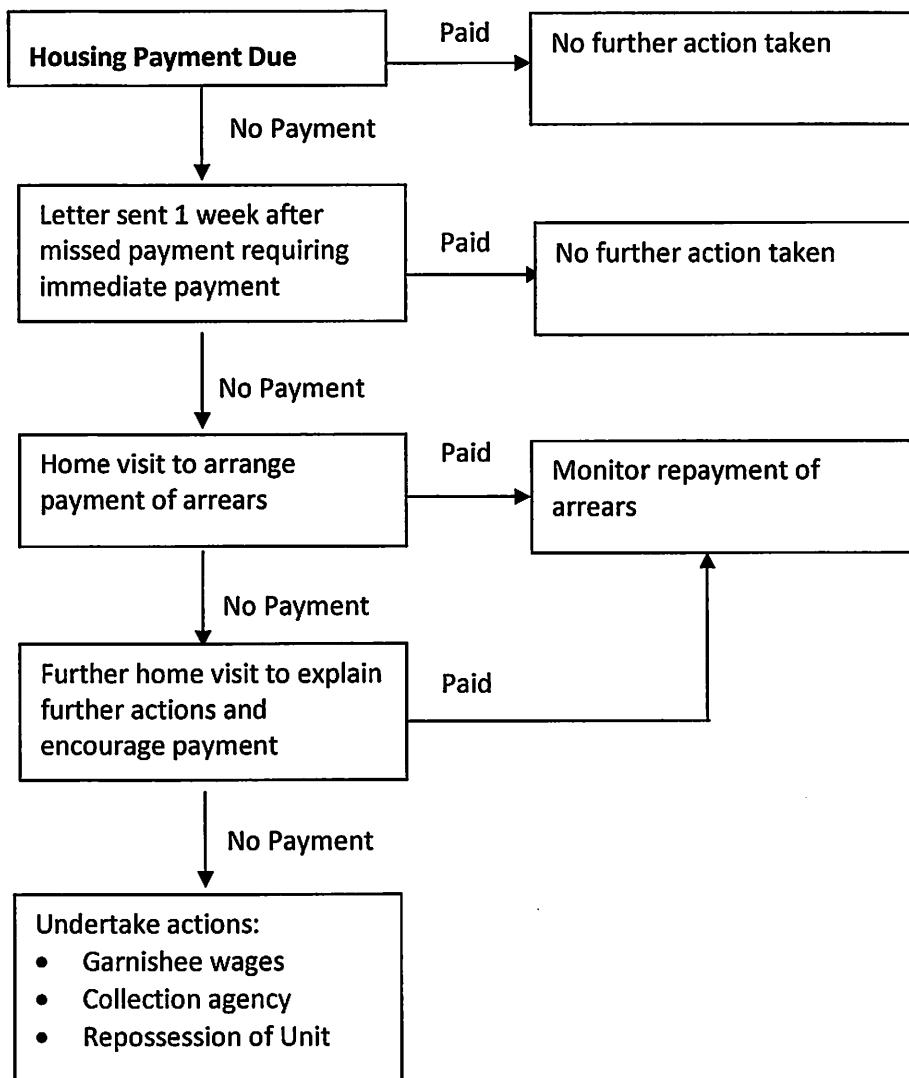 Housing Payment Due
Paid
No further action taken
No Payment
Letter sent 1 week after
missed payment requiring
immediate payment
Paid
No further action taken
No Payment
Home visit to arrange
payment of arrears
Paid
Monitor repayment of
arrears
No Payment
Further home visit to explain
further actions and
encourage payment
Paid
No Payment
Undertake actions:
• Garnishee wages
• Collection agency
• Repossession of Unit